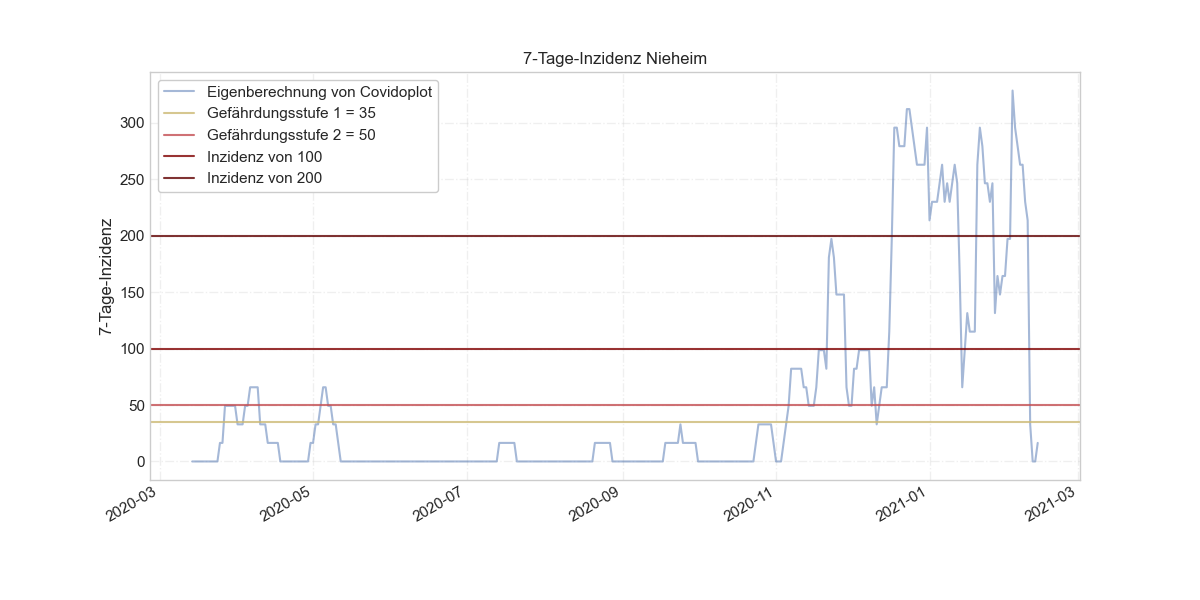 7-Tage-Inzidenz Nieheim
Eigenberechnung von Covidoplot
Gefährdungsstufe 1 = 35
Gefährdungsstufe 2 = 50
Inzidenz von 100
Inzidenz von 200
7-Tage-Inzidenz
300
250
200
150
100
50
0
2020-03
2020-05
2020-07
2020-09
2020-11
2021-01
2021-03